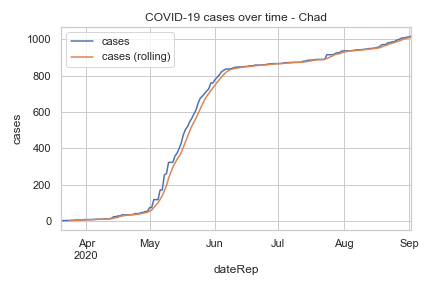 COVID-19 cases over time - Chad
cases
cases (rolling)
1000
800
600
400
200
0
cases
Apr
2020
May
Jun
Jul
Aug
Sep
dateRep